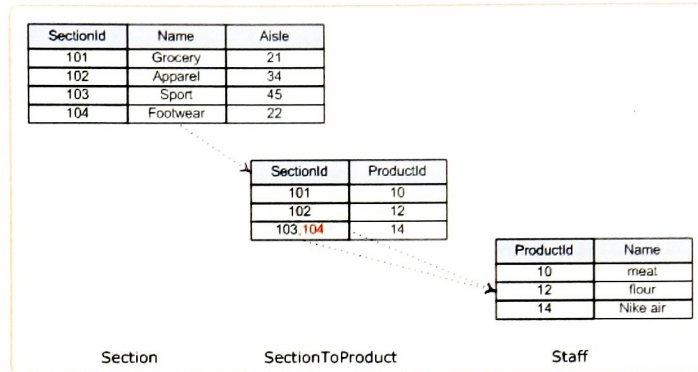 SectionId Name Aisle
101 Grocery 21
102 Apparel 34
103 Sport 45
104 Footwear 22
SectionId ProductId
101 10
102 12
103,104 14
ProductId Name
10 meat
12 flour
14 Nike air
Section SectionToProduct Staff